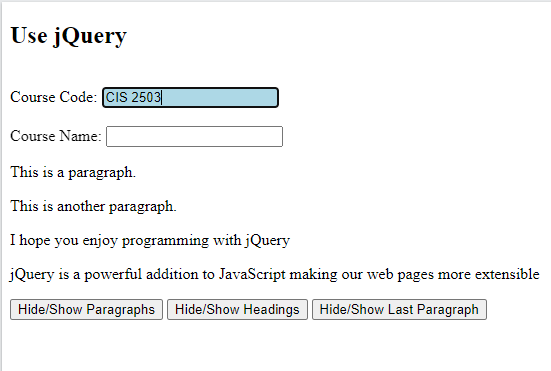 Use jQuery
Course Code: CIS 2503
Course Name:
This is a paragraph.
This is another paragraph.
I hope you enjoy programming with jQuery
jQuery is a powerful addition to JavaScript making our web pages more extensible
Hide/Show Paragraphs Hide/Show Headings Hide/Show Last Paragraph